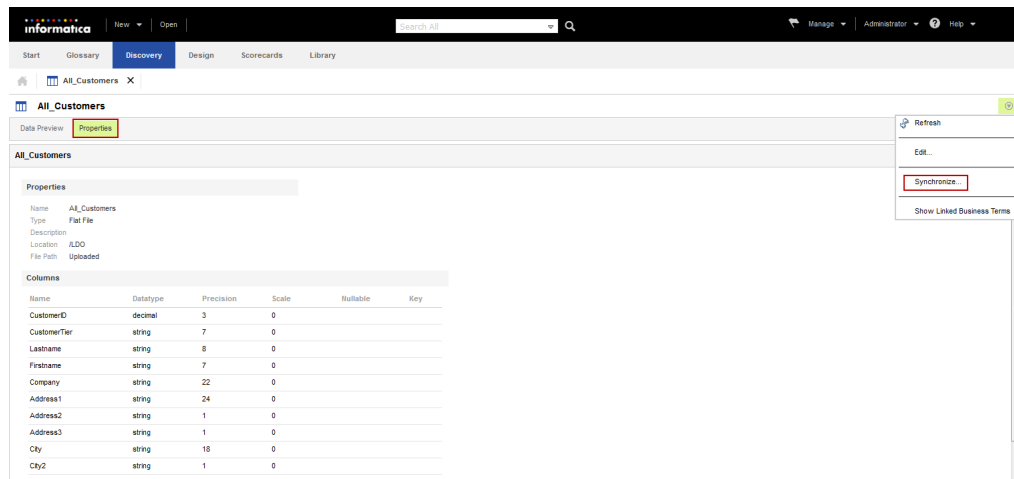 informatica New Open Search All Manage Administrator Help
Start Glossary Discovery Design Scorecards Library
All_Customers X
All_Customers
Data Preview Properties
Refresh
Edit...
Synchronize...
Show Linked Business Terms
All_Customers
Properties
Name All_Customers
Type Flat File
Description
Location /LDO
File Path Uploaded
Columns
Name Datatype Precision Scale Nullable Key
CustomerID decimal 3 0
CustomerTier string 7 0
Lastname string 8 0
Firstname string 7 0
Company string 22 0
Address1 string 24 0
Address2 string 1 0
Address3 string 1 0
City string 18 0
City2 string 1 0